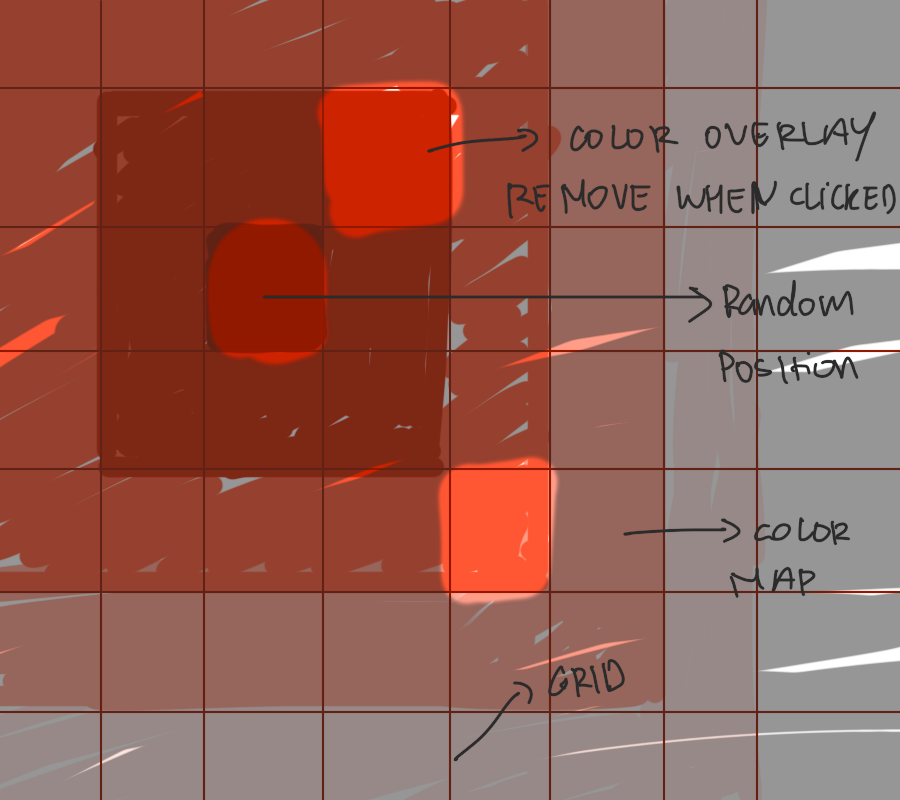 COLOR OVERLAY
REMOVE WHEN CLICKED
Random
Position
COLOR
MAP
GRID